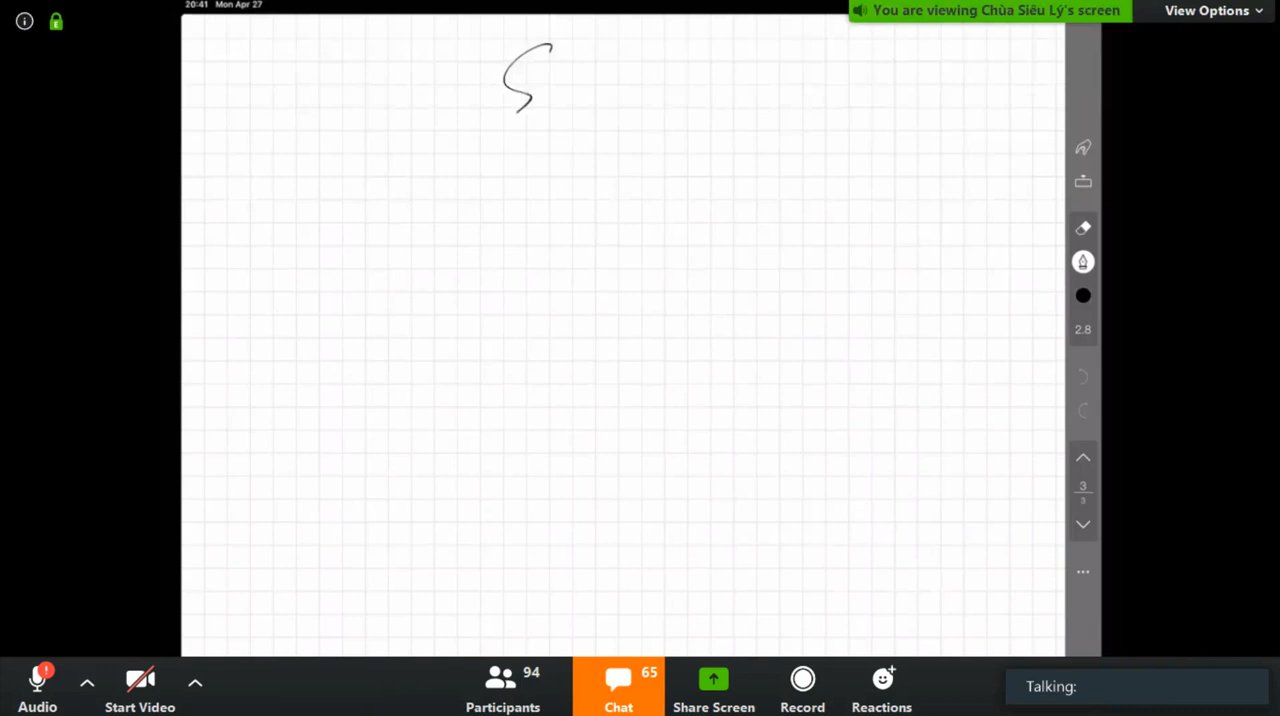 20:41 Mon Apr 27
You are viewing Chùa Siêu Lý's screen
View Options
S
2.8
3
3
94
65
Audio
Start Video
Participants
Chat
Share Screen
Record
Reactions
Talking: